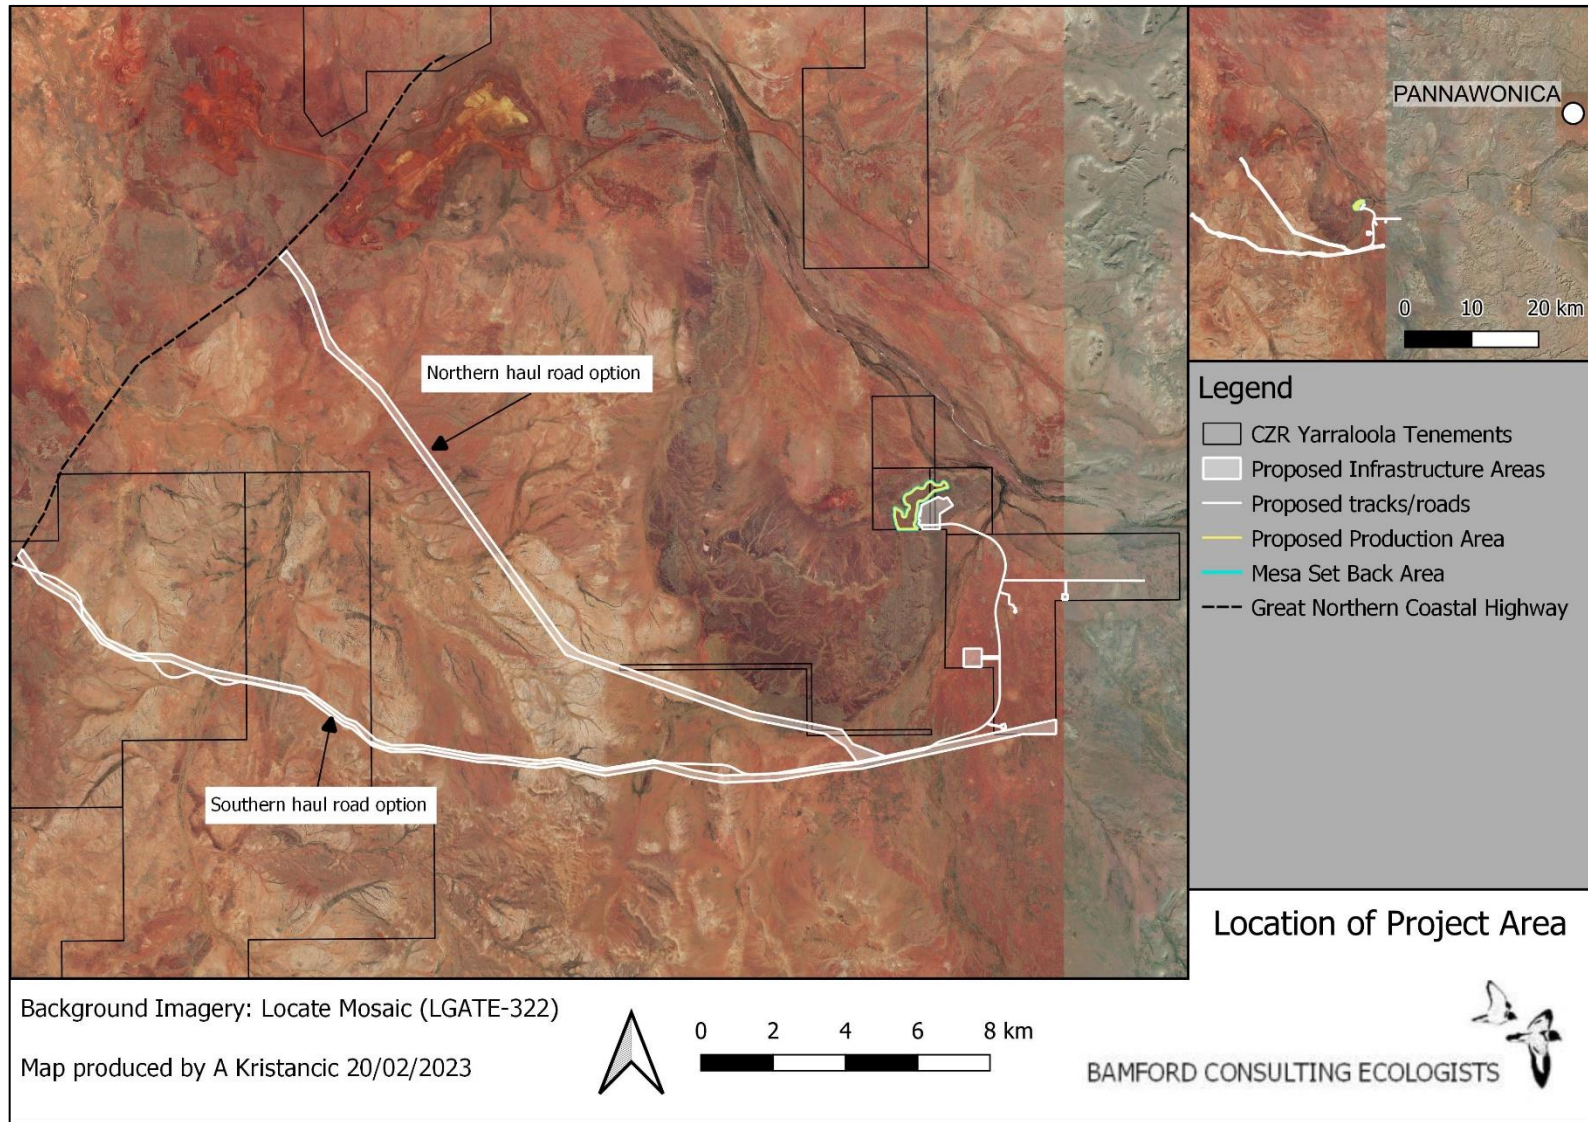 PANNAWONICA
0 10 20 km
Northern haul road option
Southern haul road option
Legend
CZR Yarraloola Tenements
Proposed Infrastructure Areas
Proposed tracks/roads
Proposed Production Area
Mesa Set Back Area
Great Northern Coastal Highway
Location of Project Area
Background Imagery: Locate Mosaic (LGATE-322)
Map produced by A Kristancic 20/02/2023
0 2 4 6 8 km
BAMFORD CONSULTING ECOLOGISTS